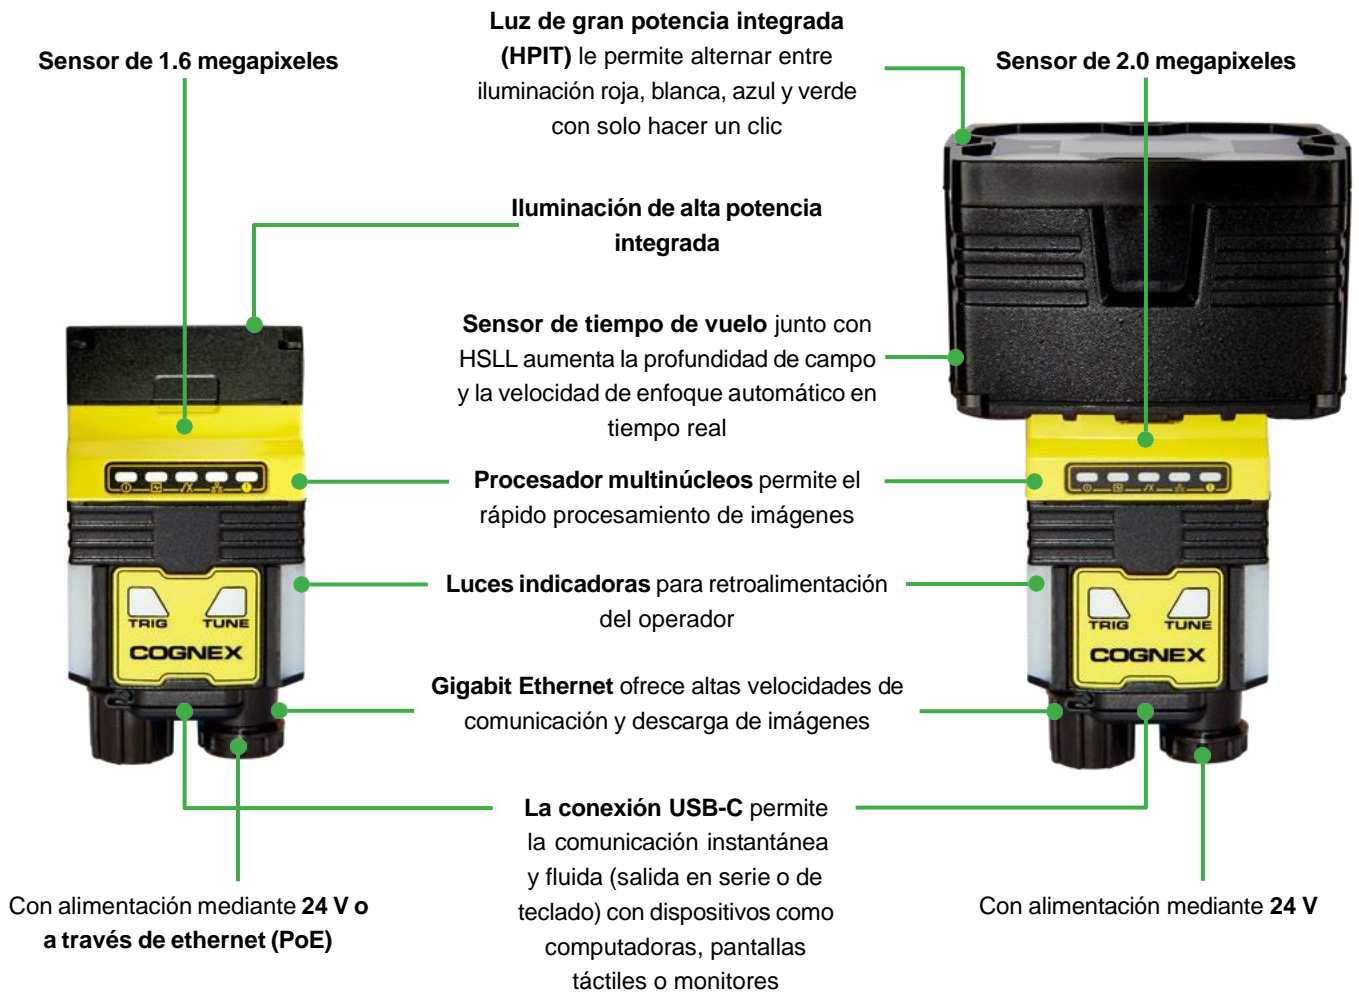 Sensor de 1.6 megapixeles
Luz de gran potencia integrada
(HPIT) le permite alternar entre
iluminación roja, blanca, azul y verde
con solo hacer un clic
Sensor de 2.0 megapixeles
Iluminación de alta potencia
integrada
Sensor de tiempo de vuelo junto con
HSLL aumenta la profundidad de campo
y la velocidad de enfoque automático en
tiempo real
Procesador multinúcleos permite el
rápido procesamiento de imágenes
Luces indicadoras para retroalimentación
del operador
TRIG TUNE
COGNEX
TRIG TUNE
COGNEX
Gigabit Ethernet ofrece altas velocidades de
comunicación y descarga de imágenes
La conexión USB-C permite
la comunicación instantánea
y fluida (salida en serie o de
teclado) con dispositivos como
computadoras, pantallas
táctiles o monitores
Con alimentación mediante 24 V o
a través de ethernet (PoE)
Con alimentación mediante 24 V